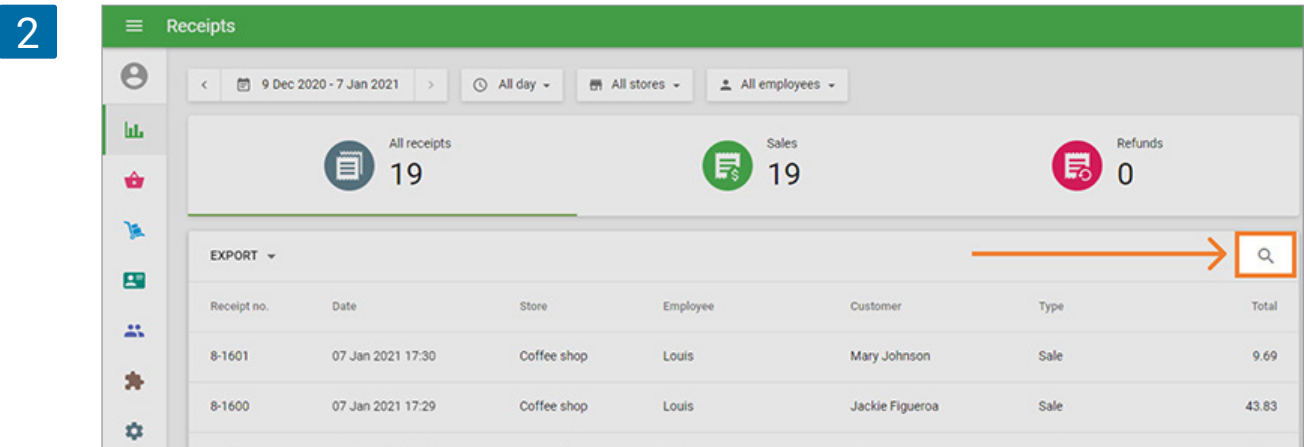 2
Receipts
9 Dec 2020 - 7 Jan 2021 All day All stores All employees
All receipts
19
Sales
19
Refunds
0
EXPORT
Receipt no. Date Store Employee Customer Type Total
8-1601 07 Jan 2021 17:30 Coffee shop Louis Mary Johnson Sale 9.69
8-1600 07 Jan 2021 17:29 Coffee shop Louis Jackie Figueroa Sale 43.83